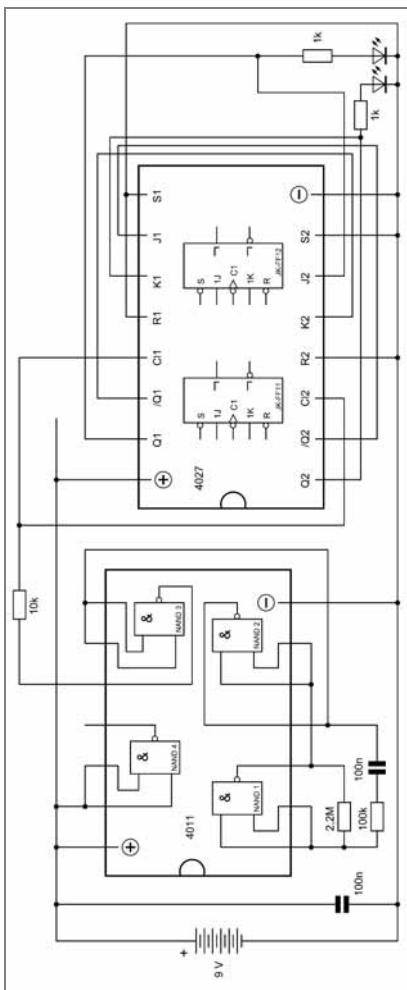 10k
1k
1k
+
9 V
100n
4011
+
&
NAND 4
&
NAND 3
&
NAND 1
&
NAND 2
−
2.2M
100k
100n
4027
+
Q1 /Q1 Cl1 R1 K1 J1 S1
S
1J
C1
1K
R
JK-FF11
S
1J
C1
1K
R
JK-FF12
Q2 /Q2 Cl2 R2 K2 J2 S2 −